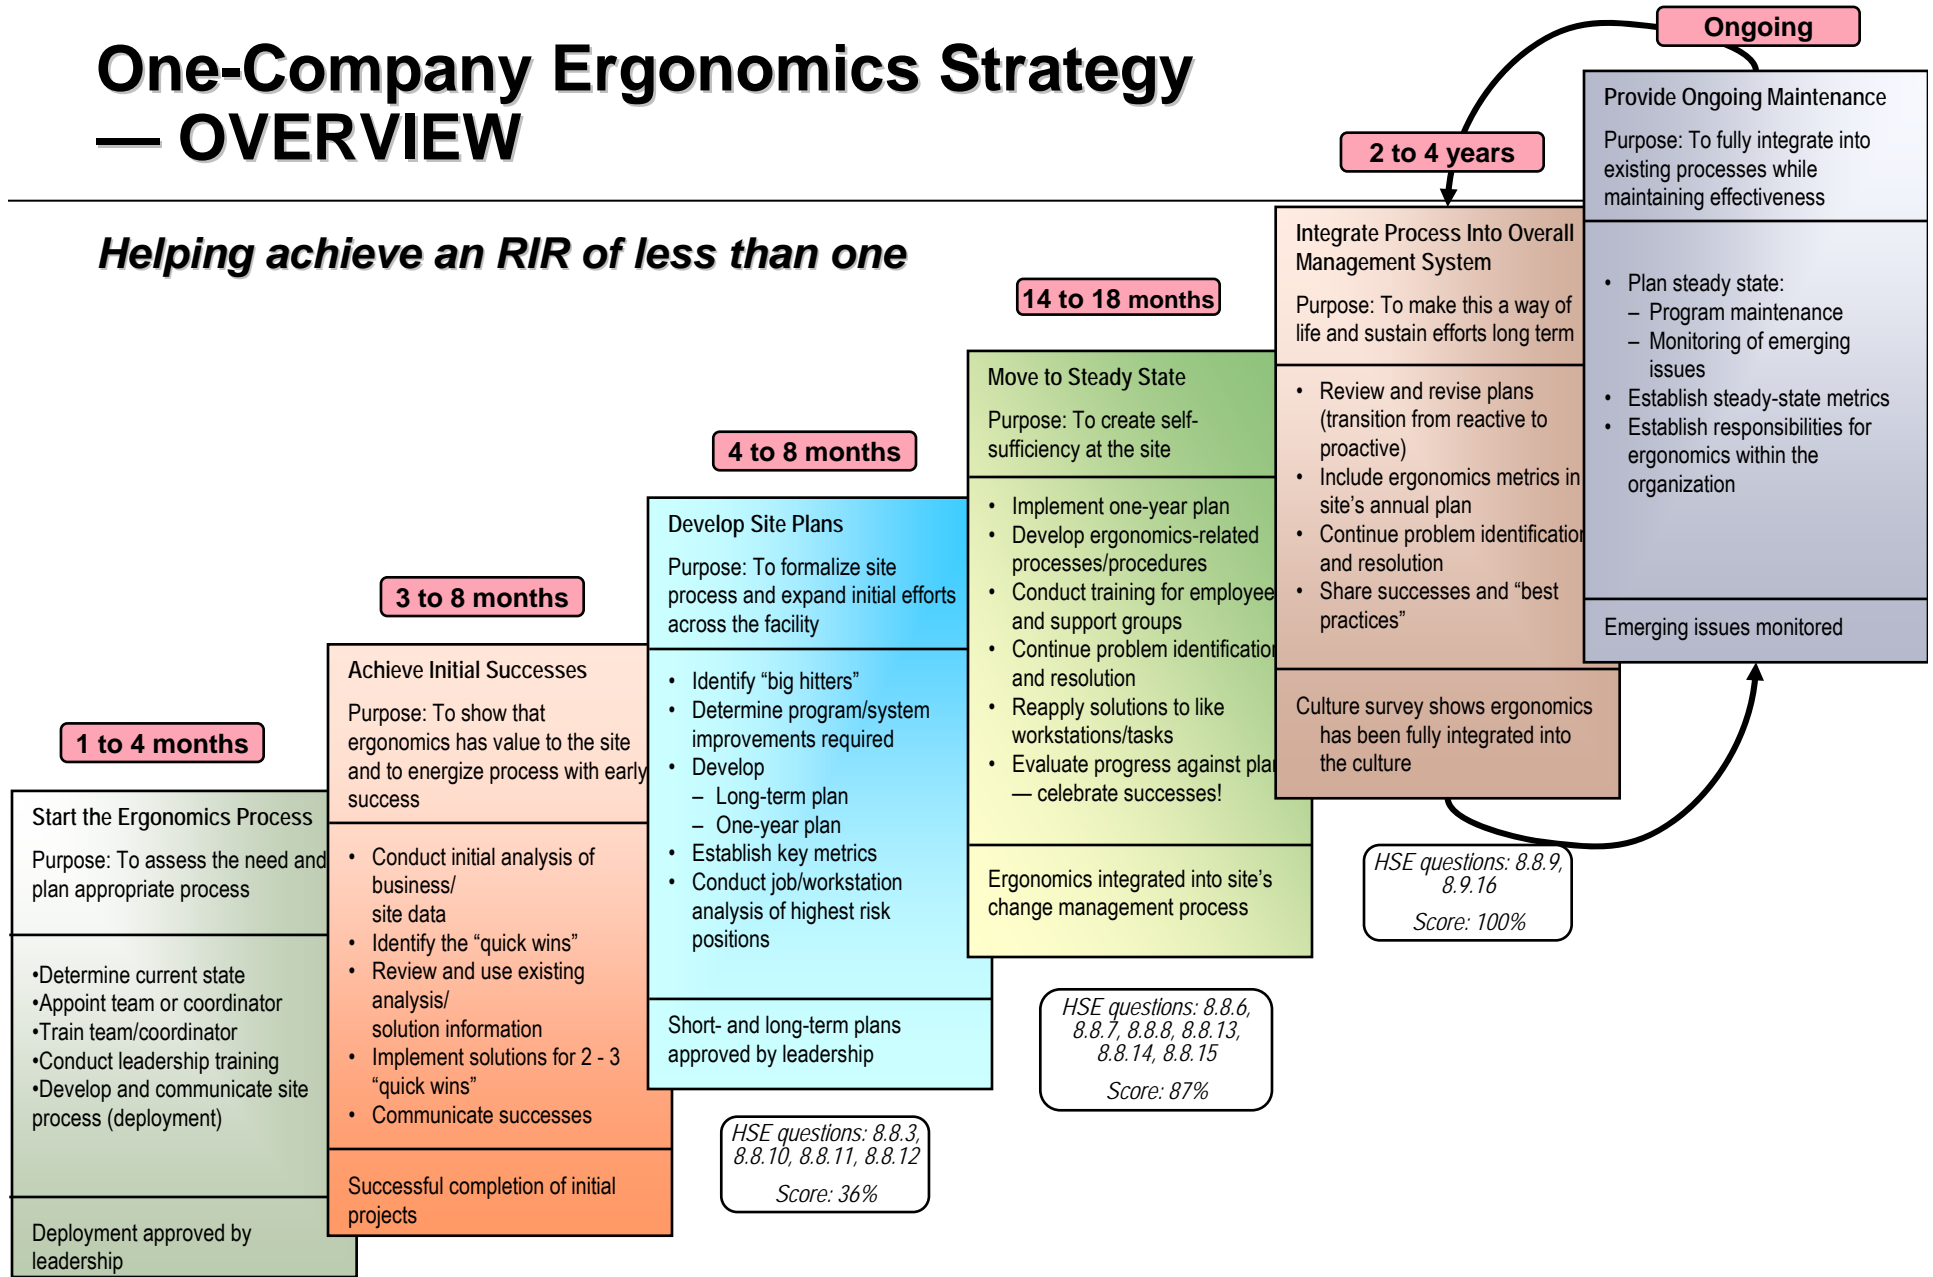 One-Company Ergonomics Strategy
— OVERVIEW
Helping achieve an RIR of less than one
1 to 4 months
Start the Ergonomics Process
Purpose: To assess the need and
plan appropriate process
•Determine current state
•Appoint team or coordinator
•Train team/coordinator
•Conduct leadership training
•Develop and communicate site
process (deployment)
Deployment approved by
leadership
3 to 8 months
Achieve Initial Successes
Purpose: To show that
ergonomics has value to the site
and to energize process with early
success
• Conduct initial analysis of
business/
site data
• Identify the “quick wins”
• Review and use existing
analysis/
solution information
• Implement solutions for 2 - 3
“quick wins”
• Communicate successes
Successful completion of initial
projects
4 to 8 months
Develop Site Plans
Purpose: To formalize site
process and expand initial efforts
across the facility
• Identify “big hitters”
• Determine program/system
improvements required
• Develop
– Long-term plan
– One-year plan
• Establish key metrics
• Conduct job/workstation
analysis of highest risk
positions
Short- and long-term plans
approved by leadership
HSE questions: 8.8.3,
8.8.10, 8.8.11, 8.8.12
Score: 36%
14 to 18 months
Move to Steady State
Purpose: To create self-
sufficiency at the site
• Implement one-year plan
• Develop ergonomics-related
processes/procedures
• Conduct training for employee
and support groups
• Continue problem identification
and resolution
• Reapply solutions to like
workstations/tasks
• Evaluate progress against plan
— celebrate successes!
Ergonomics integrated into site’s
change management process
HSE questions: 8.8.6,
8.8.7, 8.8.8, 8.8.13,
8.8.14, 8.8.15
Score: 87%
2 to 4 years
Integrate Process Into Overall
Management System
Purpose: To make this a way of
life and sustain efforts long term
• Review and revise plans
(transition from reactive to
proactive)
• Include ergonomics metrics in
site’s annual plan
• Continue problem identification
and resolution
• Share successes and “best
practices”
Culture survey shows ergonomics
has been fully integrated into
the culture
HSE questions: 8.8.9,
8.9.16
Score: 100%
Ongoing
Provide Ongoing Maintenance
Purpose: To fully integrate into
existing processes while
maintaining effectiveness
• Plan steady state:
– Program maintenance
– Monitoring of emerging
issues
• Establish steady-state metrics
• Establish responsibilities for
ergonomics within the
organization
Emerging issues monitored